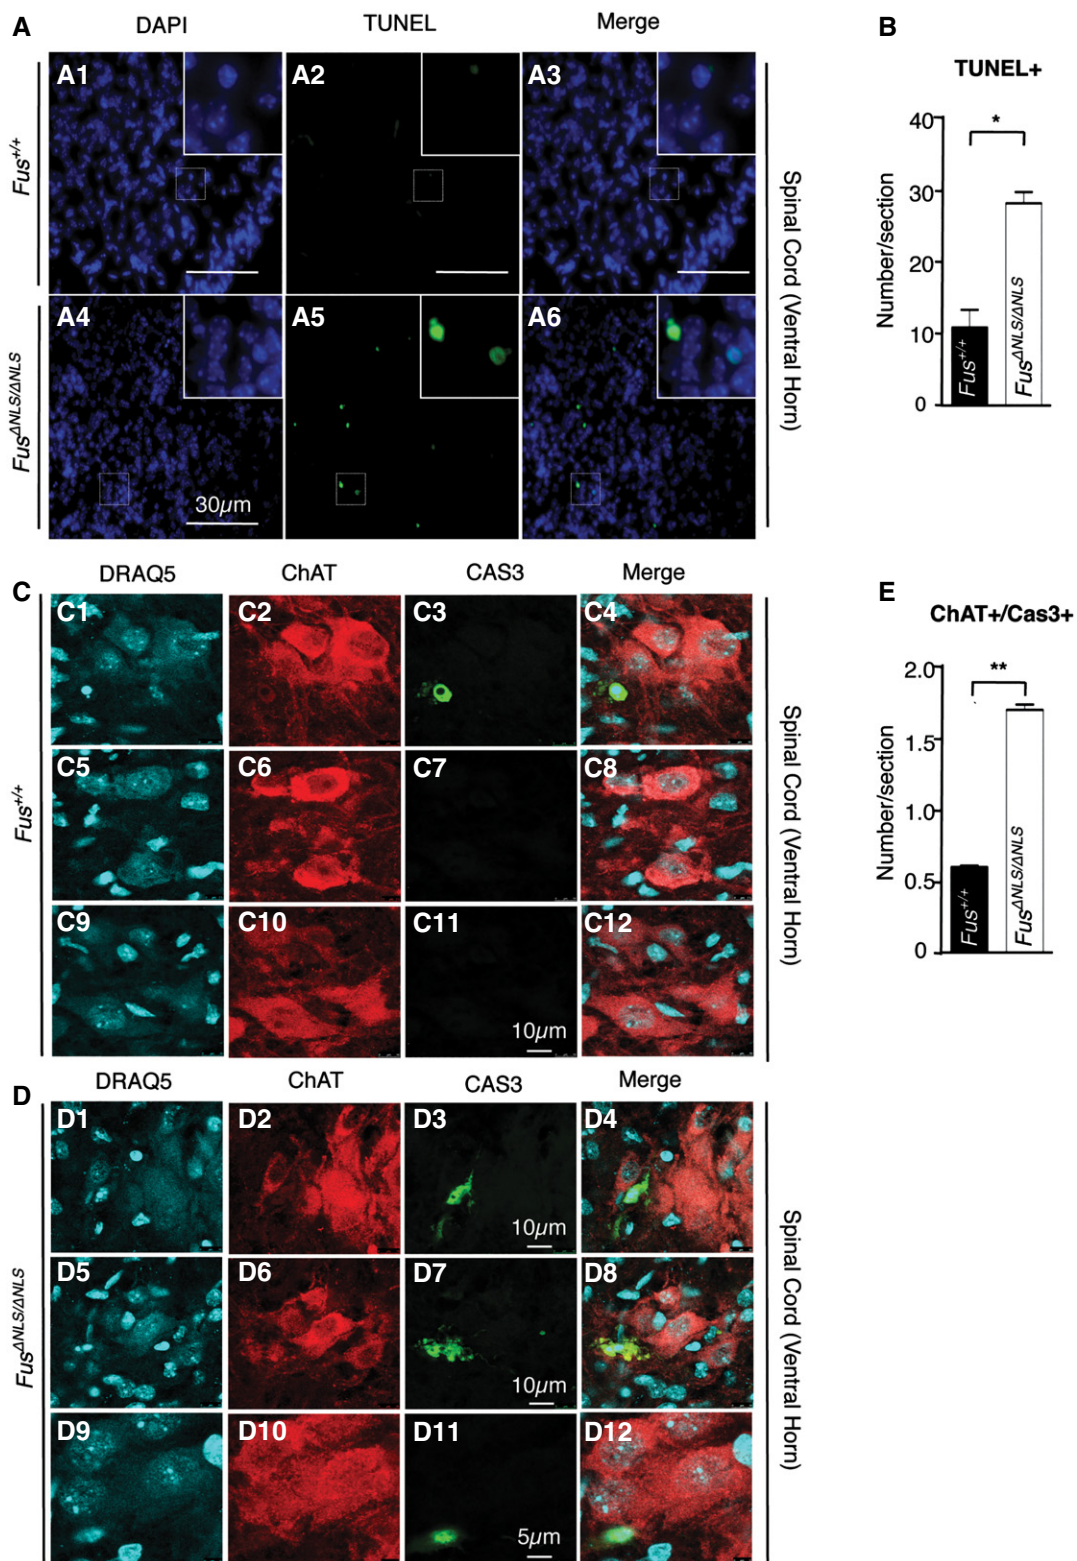 A
DAPI
TUNEL
Merge
A1
A2
A3
Fus+/+
A4
A5
A6
FusΔNLS/ΔNLS
30µm
Spinal Cord (Ventral Horn)
B
TUNEL+
*
Number/section
40
30
20
10
0
Fus+/+
FusΔNLS/ΔNLS
C
DRAQ5
ChAT
CAS3
Merge
C1
C2
C3
C4
C5
C6
C7
C8
Fus+/+
C9
C10
C11
C12
10µm
Spinal Cord (Ventral Horn)
E
ChAT+/Cas3+
**
Number/section
2.0
1.5
1.0
0.5
0
Fus+/+
FusΔNLS/ΔNLS
D
DRAQ5
ChAT
CAS3
Merge
D1
D2
D3
D4
10µm
D5
D6
D7
D8
10µm
FusΔNLS/ΔNLS
D9
D10
D11
D12
5µm
Spinal Cord (Ventral Horn)